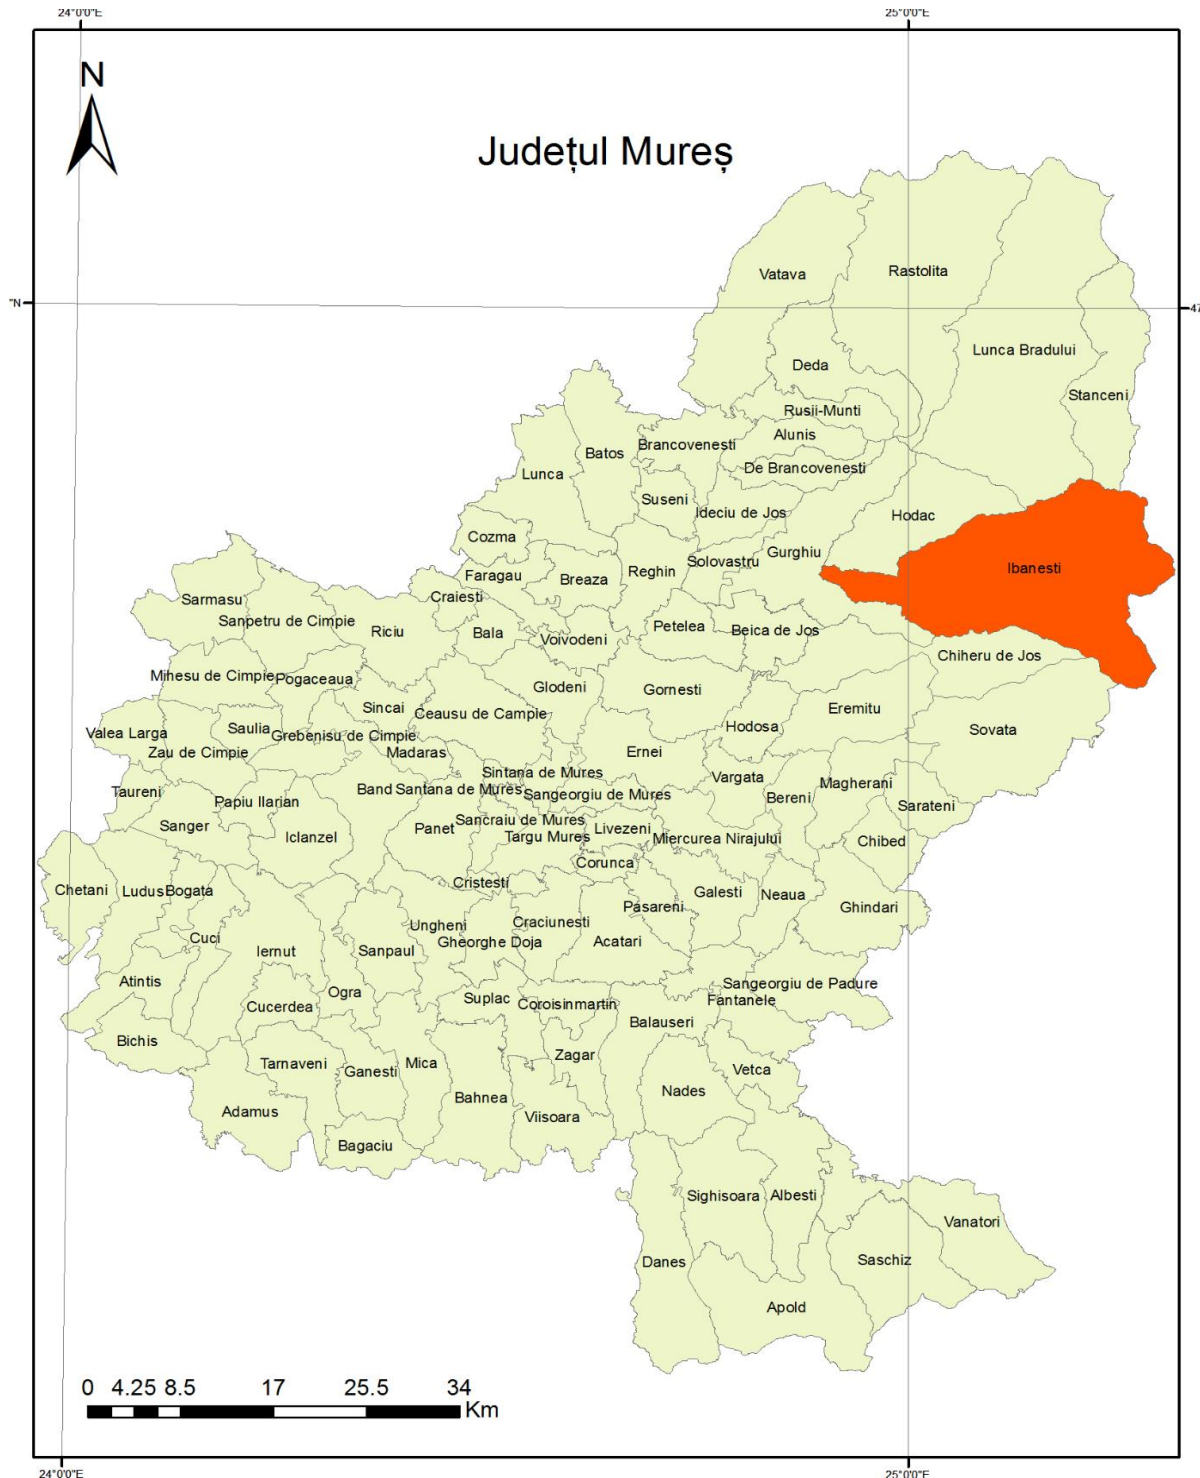 24°0'0"E 25°0'0"E
N
Județul Mureș
Vatava
Rastolita
"N
47
Lunca Bradului
Deda
Stanceni
Rusii-Munti
Alunis
Brancovenesti
Batos
De Brancovenesti
Lunca
Suseni
Ideciu de Jos
Hodac
Cozma
Gurghiu
Solovastru
Ibanesti
Reghin
Faragau
Breaza
Craiesti
Sarmasu
Sanpetru de Cimpie
Riciu
Bala
Petelea
Beica de Jos
Voivodeni
Chiheru de Jos
Mihesu de Cimpie
Pogaceaua
Glodeni
Gornesti
Sincai
Eremitu
Ceausu de Campie
Saulia
Hodosa
Sovata
Valea Larga
Grebenisu de Cimpie
Zau de Cimpie
Madaras
Ernei
Sintana de Mures
Vargata
Magherani
Band
Santana de Mures
Taureni
Sangeorgiu de Mures
Bereni
Papiu Ilarian
Sarateni
Sancraiu de Mures
Sanger
Panet
Livezeni
Iclanzel
Targu Mures
Miercurea Nirajului
Chibed
Corunca
Cristesti
Chetani
Ludus
Bogata
Galesti
Neaua
Pasareni
Ghindari
Craciunesti
Ungheni
Cuci
Gheorghe Doja
Acatari
Iernut
Sanpaul
Atintis
Sangeorgiu de Padure
Ogra
Suplac
Fantanele
Coroisinmartin
Cucerdea
Balauseri
Bichis
Zagar
Tarnaveni
Mica
Vetca
Ganesti
Nades
Bahnea
Adamus
Viisoara
Bagaciu
Sighisoara
Albesti
Vanatori
Saschiz
Danes
Apold
0 4.25 8.5 17 25.5 34
Km
24°0'0"E 25°0'0"E